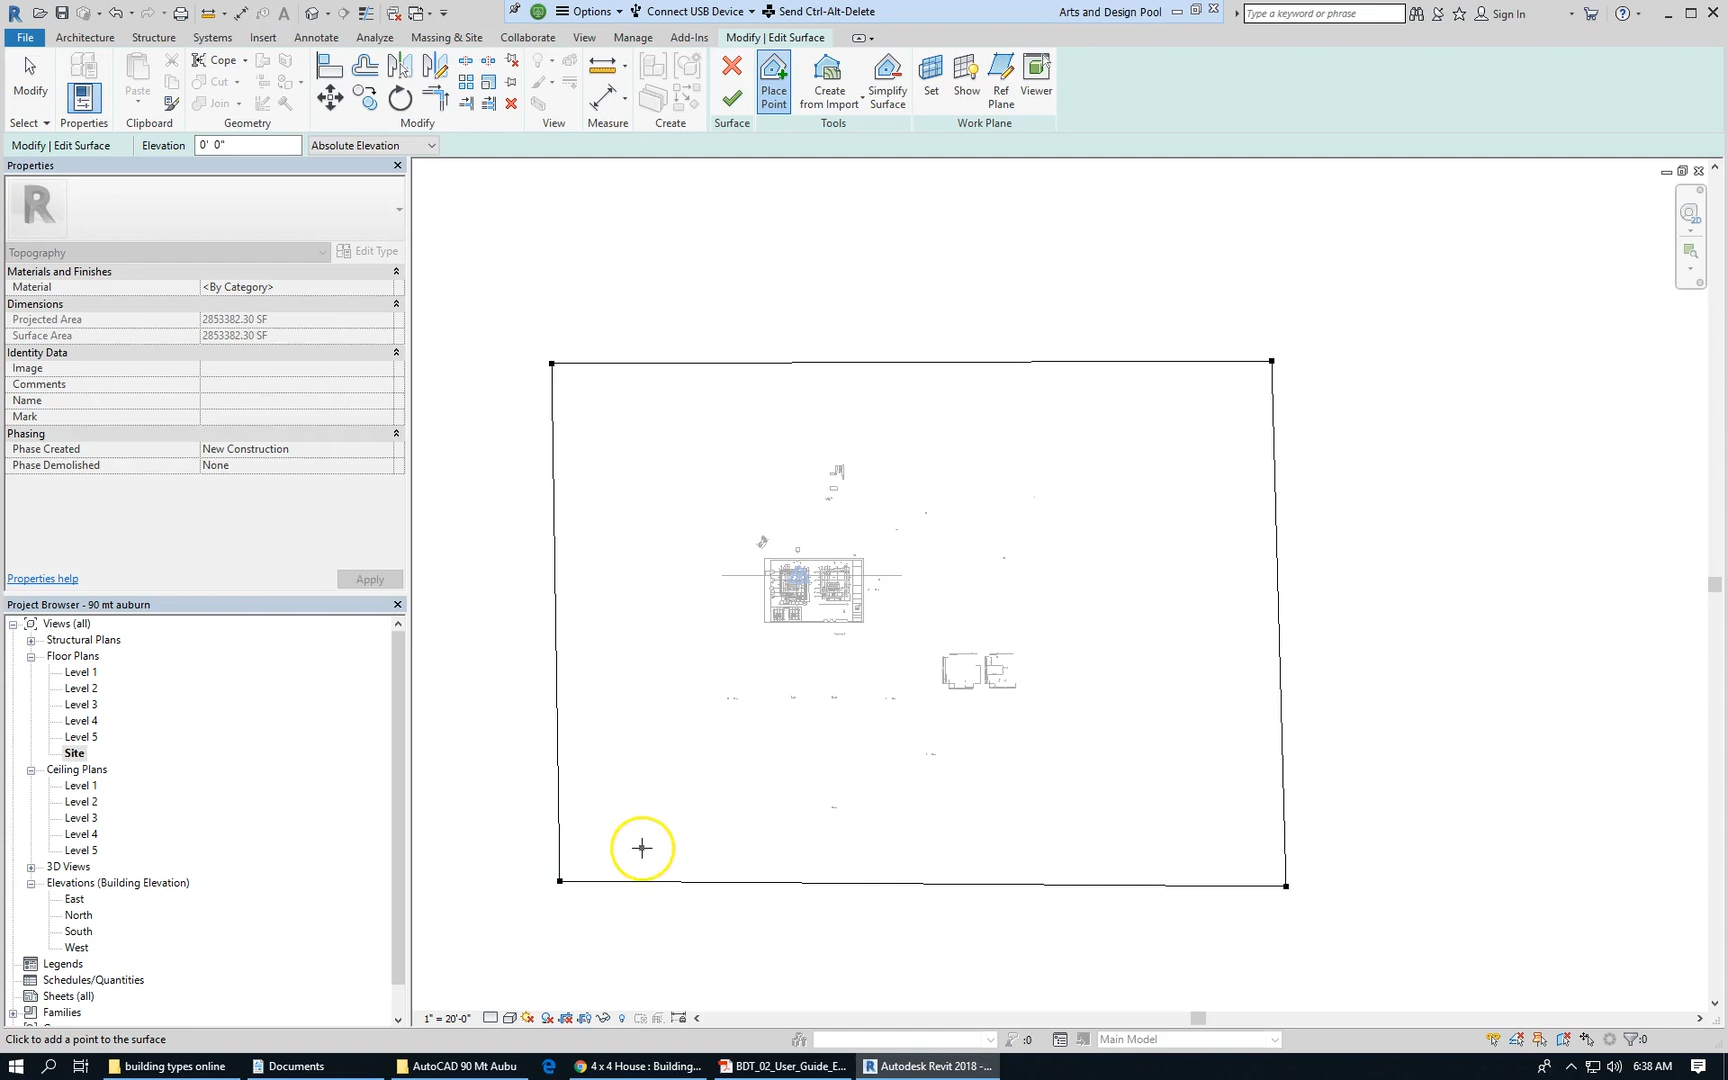 Options
Connect USB Device
Send Ctrl-Alt-Delete
Arts and Design Pool
Type a keyword or phrase
Sign In
File
Architecture
Structure
Systems
Insert
Annotate
Analyze
Massing & Site
Collaborate
View
Manage
Add-Ins
Modify | Edit Surface
Modify
Paste
Cope
Cut
Join
Place Point
Create from Import
Simplify Surface
Set
Show
Ref Plane
Viewer
Select
Properties
Clipboard
Geometry
Modify
View
Measure
Create
Surface
Tools
Work Plane
Modify | Edit Surface
Elevation
0' 0"
Absolute Elevation
Properties
Topography
Edit Type
Materials and Finishes
Material <By Category>
Dimensions
Projected Area 2853382.30 SF
Surface Area 2853382.30 SF
Identity Data
Image
Comments
Name
Mark
Phasing
Phase Created New Construction
Phase Demolished None
Properties help
Apply
Project Browser - 90 mt auburn
Views (all)
Structural Plans
Floor Plans
Level 1
Level 2
Level 3
Level 4
Level 5
Site
Ceiling Plans
Level 1
Level 2
Level 3
Level 4
Level 5
3D Views
Elevations (Building Elevation)
East
North
South
West
Legends
Schedules/Quantities
Sheets (all)
Families
2D
1" = 20'-0"
Click to add a point to the surface
:0
Main Model
:0
building types online
Documents
AutoCAD 90 Mt Aubu
4 x 4 House : Building...
BDT_02_User_Guide_E...
Autodesk Revit 2018 -...
6:38 AM